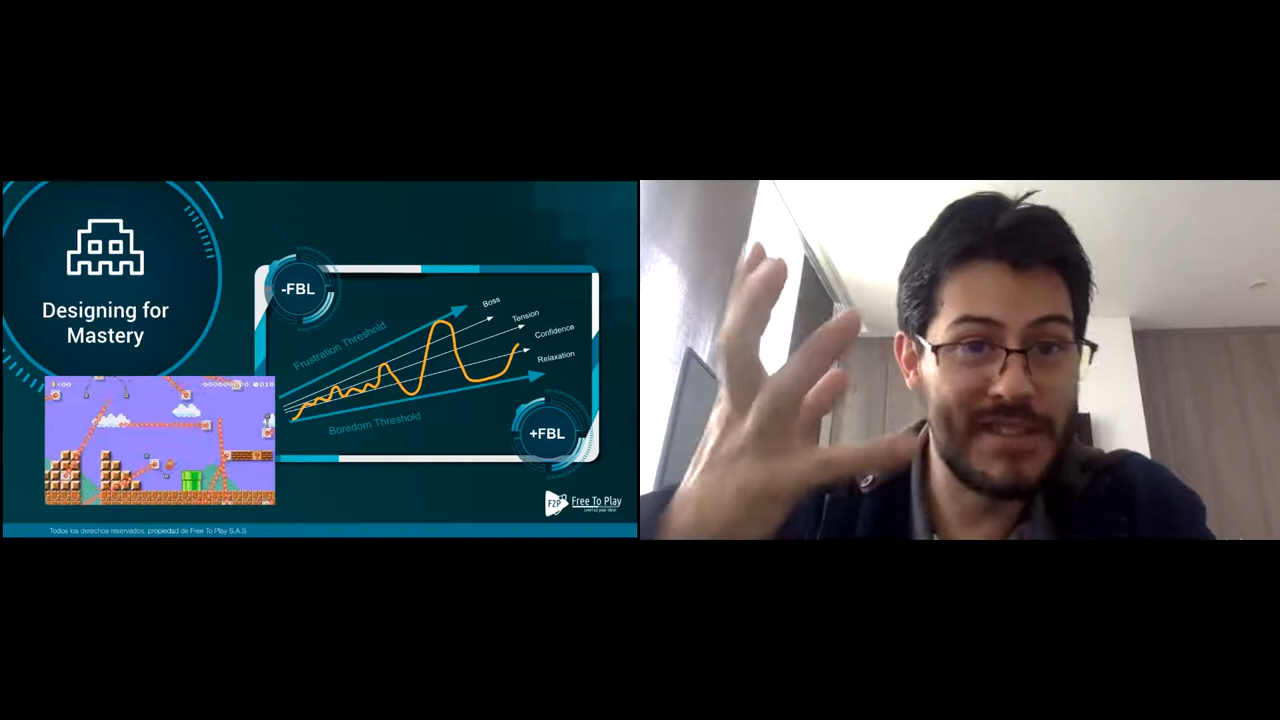 Designing for
Mastery
-FBL
Frustration Threshold
Boredom Threshold
Boss
Tension
Confidence
Relaxation
+FBL
F2P
Free To Play
Todos los derechos reservados, propiedad de Free To Play S.A.S